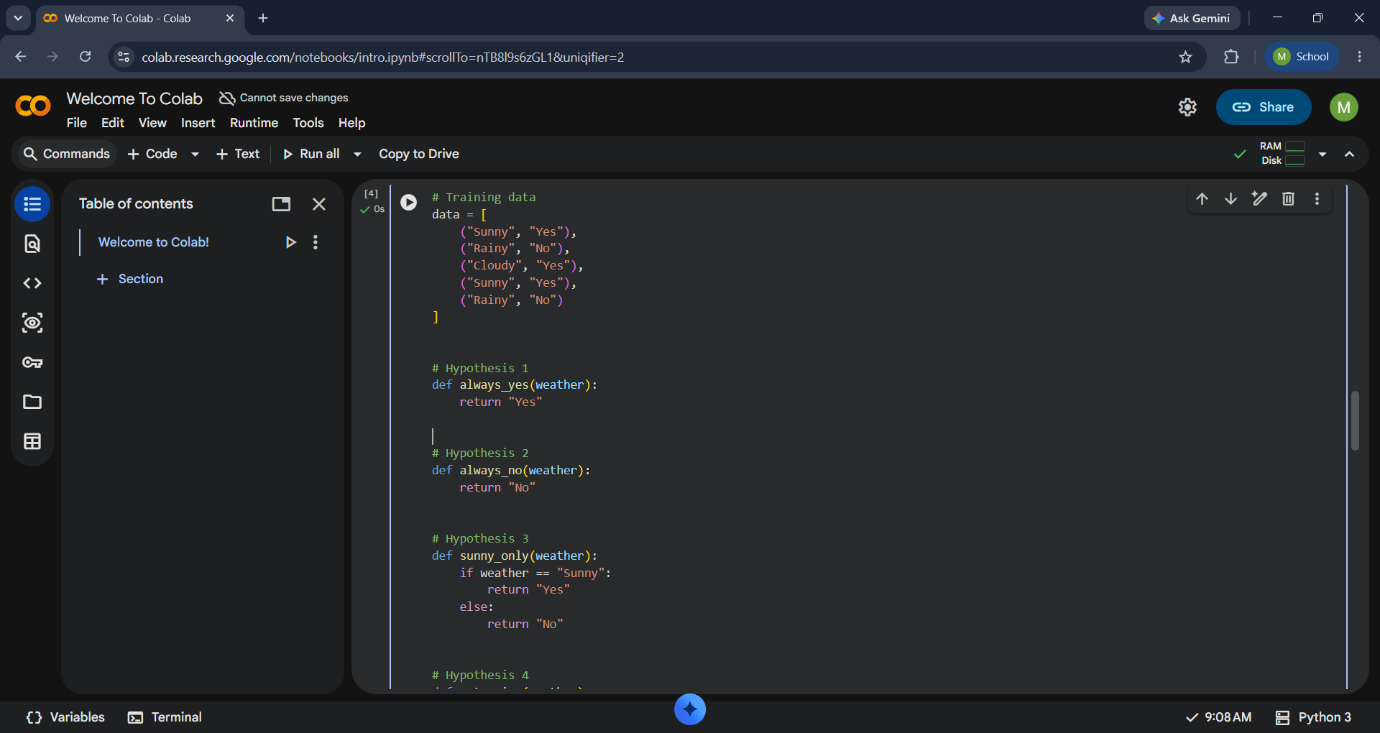 Welcome To Colab - Colab
Ask Gemini
colab.research.google.com/notebooks/intro.ipynb#scrollTo=nTB8l9s6zGL1&uniqifier=2
M School
Welcome To Colab Cannot save changes
File Edit View Insert Runtime Tools Help
Share
M
Commands + Code + Text Run all Copy to Drive
RAM
Disk
Table of contents
Welcome to Colab!
+ Section
[4]
0s
# Training data
data = [
("Sunny", "Yes"),
("Rainy", "No"),
("Cloudy", "Yes"),
("Sunny", "Yes"),
("Rainy", "No")
]
# Hypothesis 1
def always_yes(weather):
return "Yes"
# Hypothesis 2
def always_no(weather):
return "No"
# Hypothesis 3
def sunny_only(weather):
if weather == "Sunny":
return "Yes"
else:
return "No"
# Hypothesis 4
{} Variables Terminal
9:08 AM Python 3